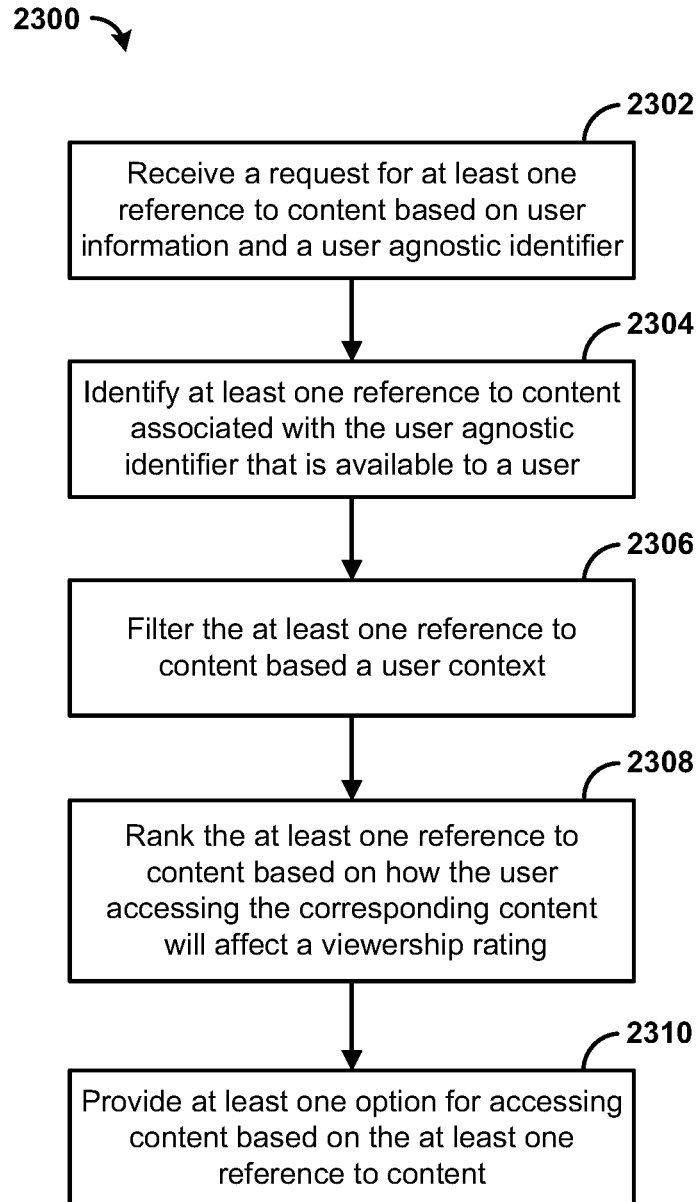 2300
2302
Receive a request for at least one
reference to content based on user
information and a user agnostic identifier
2304
Identify at least one reference to content
associated with the user agnostic
identifier that is available to a user
2306
Filter the at least one reference to
content based a user context
2308
Rank the at least one reference to
content based on how the user
accessing the corresponding content
will affect a viewership rating
2310
Provide at least one option for accessing
content based on the at least one
reference to content